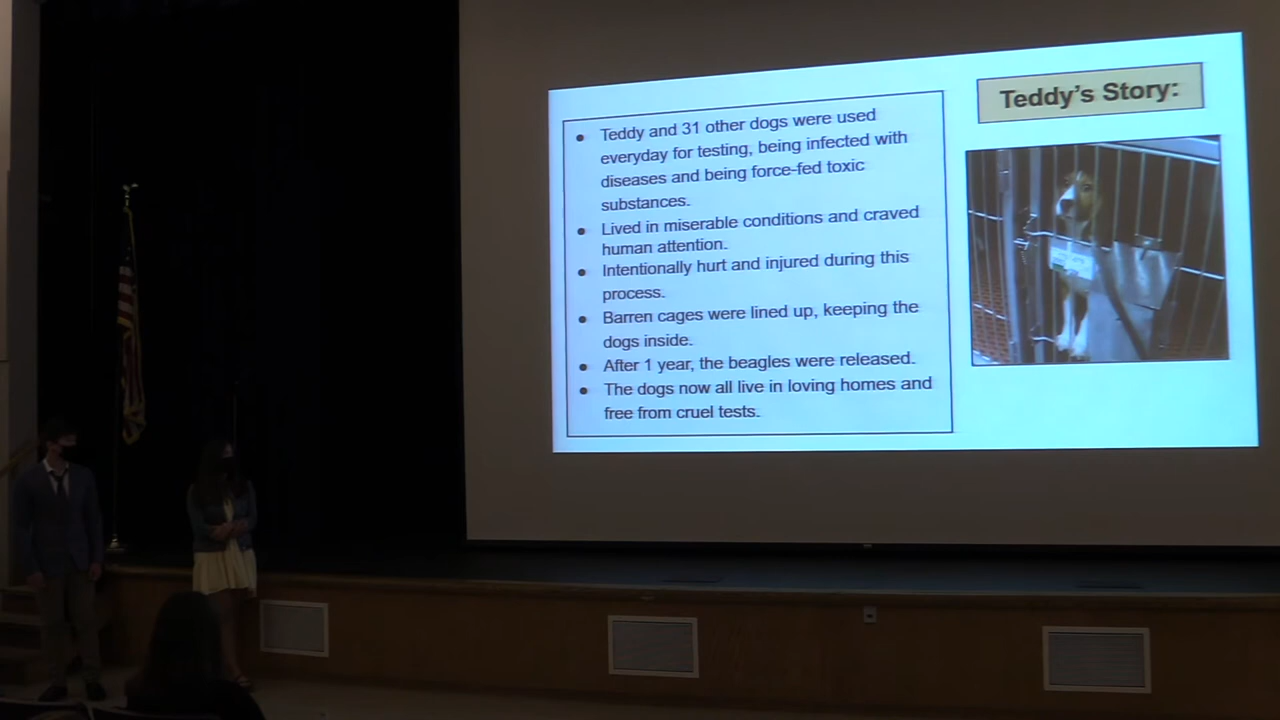 Teddy's Story:
• Teddy and 31 other dogs were used
everyday for testing, being infected with
diseases and being force-fed toxic
substances.
• Lived in miserable conditions and craved
human attention.
• Intentionally hurt and injured during this
process.
• Barren cages were lined up, keeping the
dogs inside.
• After 1 year, the beagles were released.
• The dogs now all live in loving homes and
free from cruel tests.